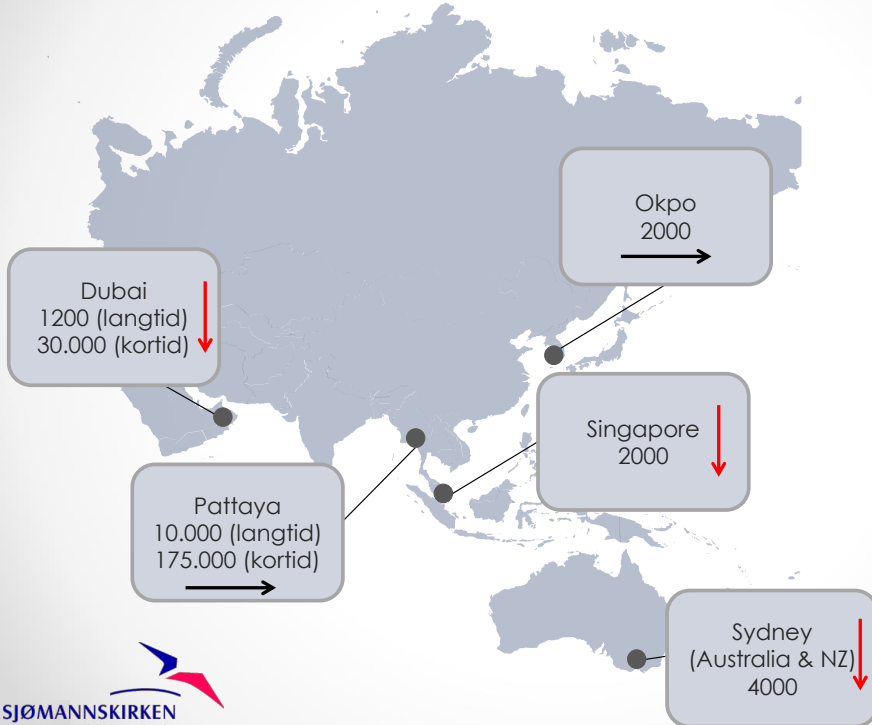 Okpo
2000
Dubai
1200 (langtid)
30.000 (kortid)
Singapore
2000
Pattaya
10.000 (langtid)
175.000 (kortid)
Sydney
(Australia & NZ)
4000
SJØMANNSKIRKEN